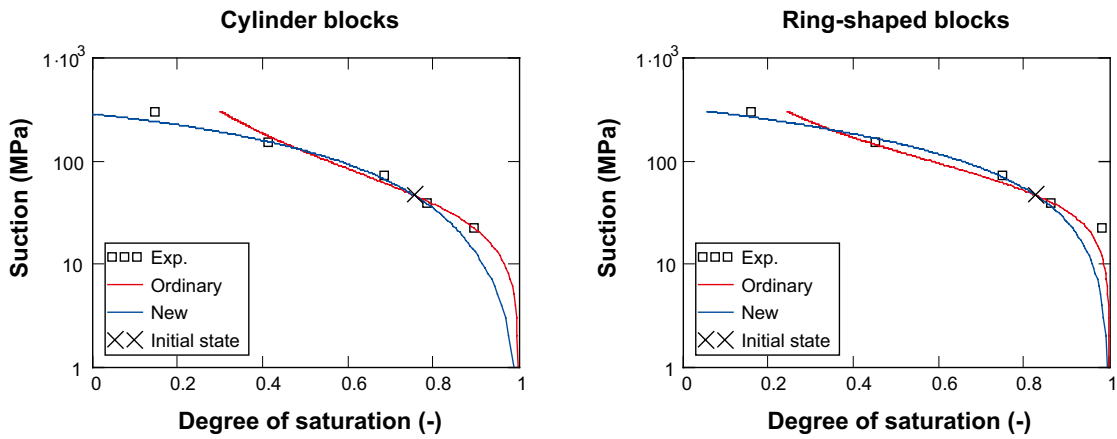 Cylinder blocks
1·10³
100
10
1
0
0.2
0.4
0.6
0.8
1
Suction (MPa)
Degree of saturation (-)
Exp.
Ordinary
New
Initial state
Ring-shaped blocks
1·10³
100
10
1
0
0.2
0.4
0.6
0.8
1
Suction (MPa)
Degree of saturation (-)
Exp.
Ordinary
New
Initial state